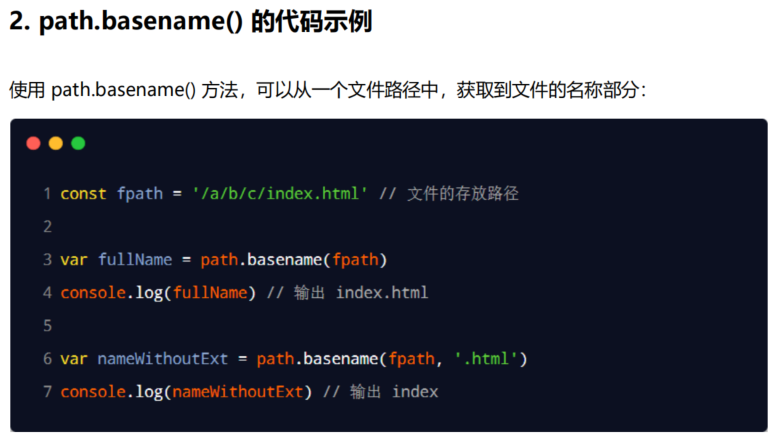 2. path.basename() 的代码示例
使用 path.basename() 方法，可以从一个文件路径中，获取到文件的名称部分：
1 const fpath = '/a/b/c/index.html' // 文件的存放路径
2
3 var fullName = path.basename(fpath)
4 console.log(fullName) // 输出 index.html
5
6 var nameWithoutExt = path.basename(fpath, '.html')
7 console.log(nameWithoutExt) // 输出 index